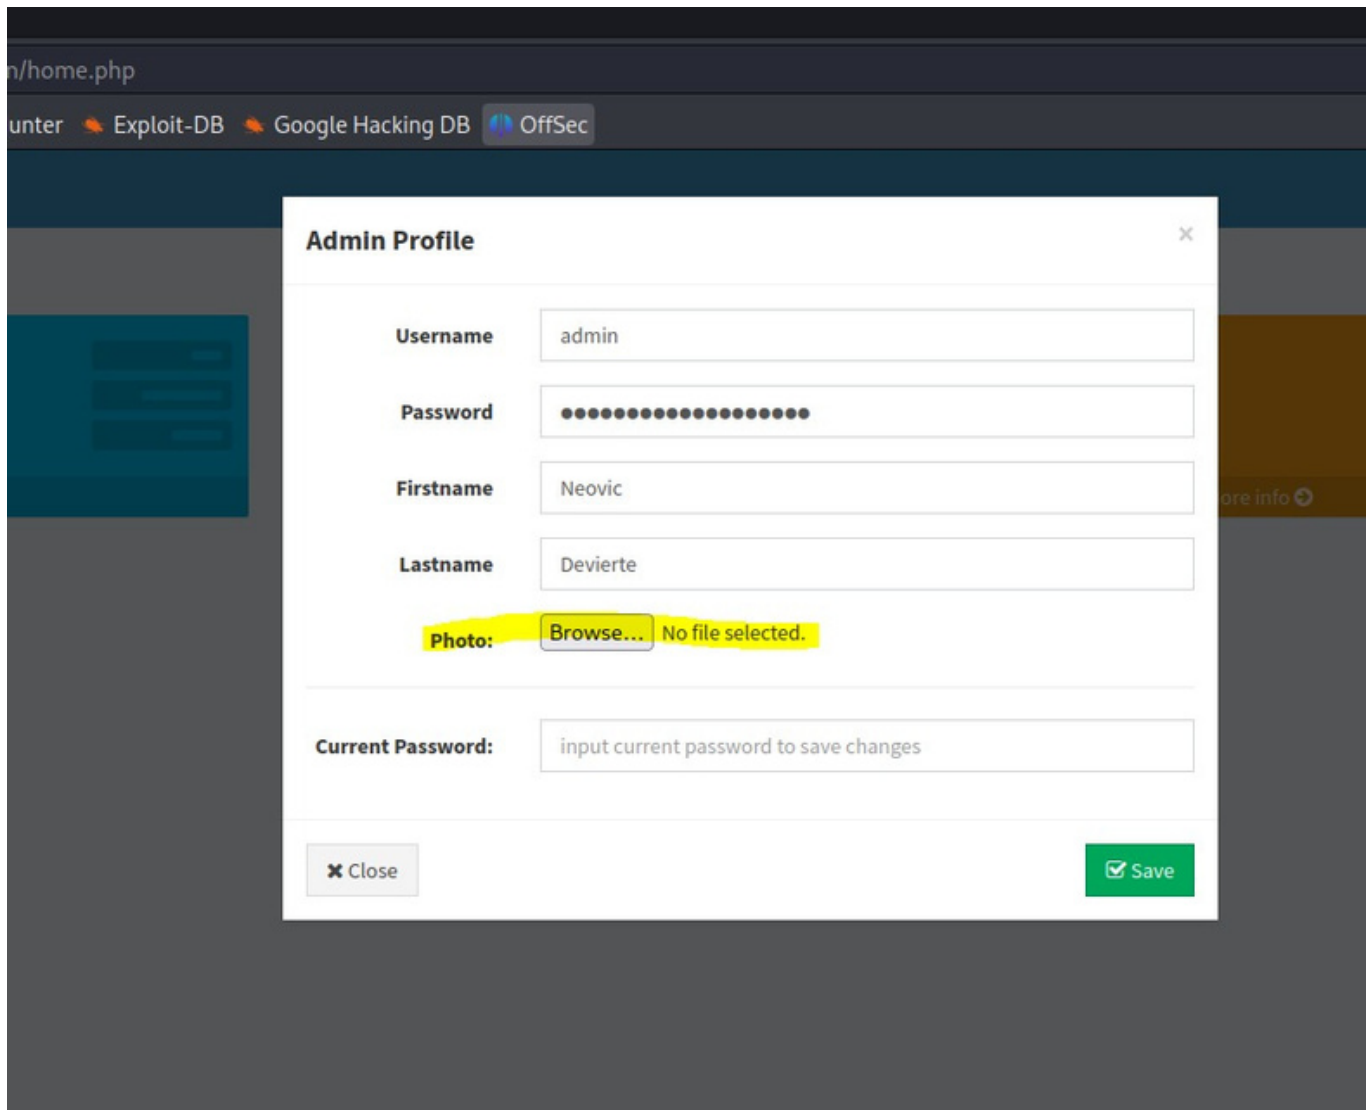 n/home.php
unter Exploit-DB Google Hacking DB OffSec
Admin Profile ×
Username admin
Password ●●●●●●●●●●●●●●●●●●●
Firstname Neovic
Lastname Devierte
Photo: Browse... No file selected.
Current Password: input current password to save changes
Close Save
ore info